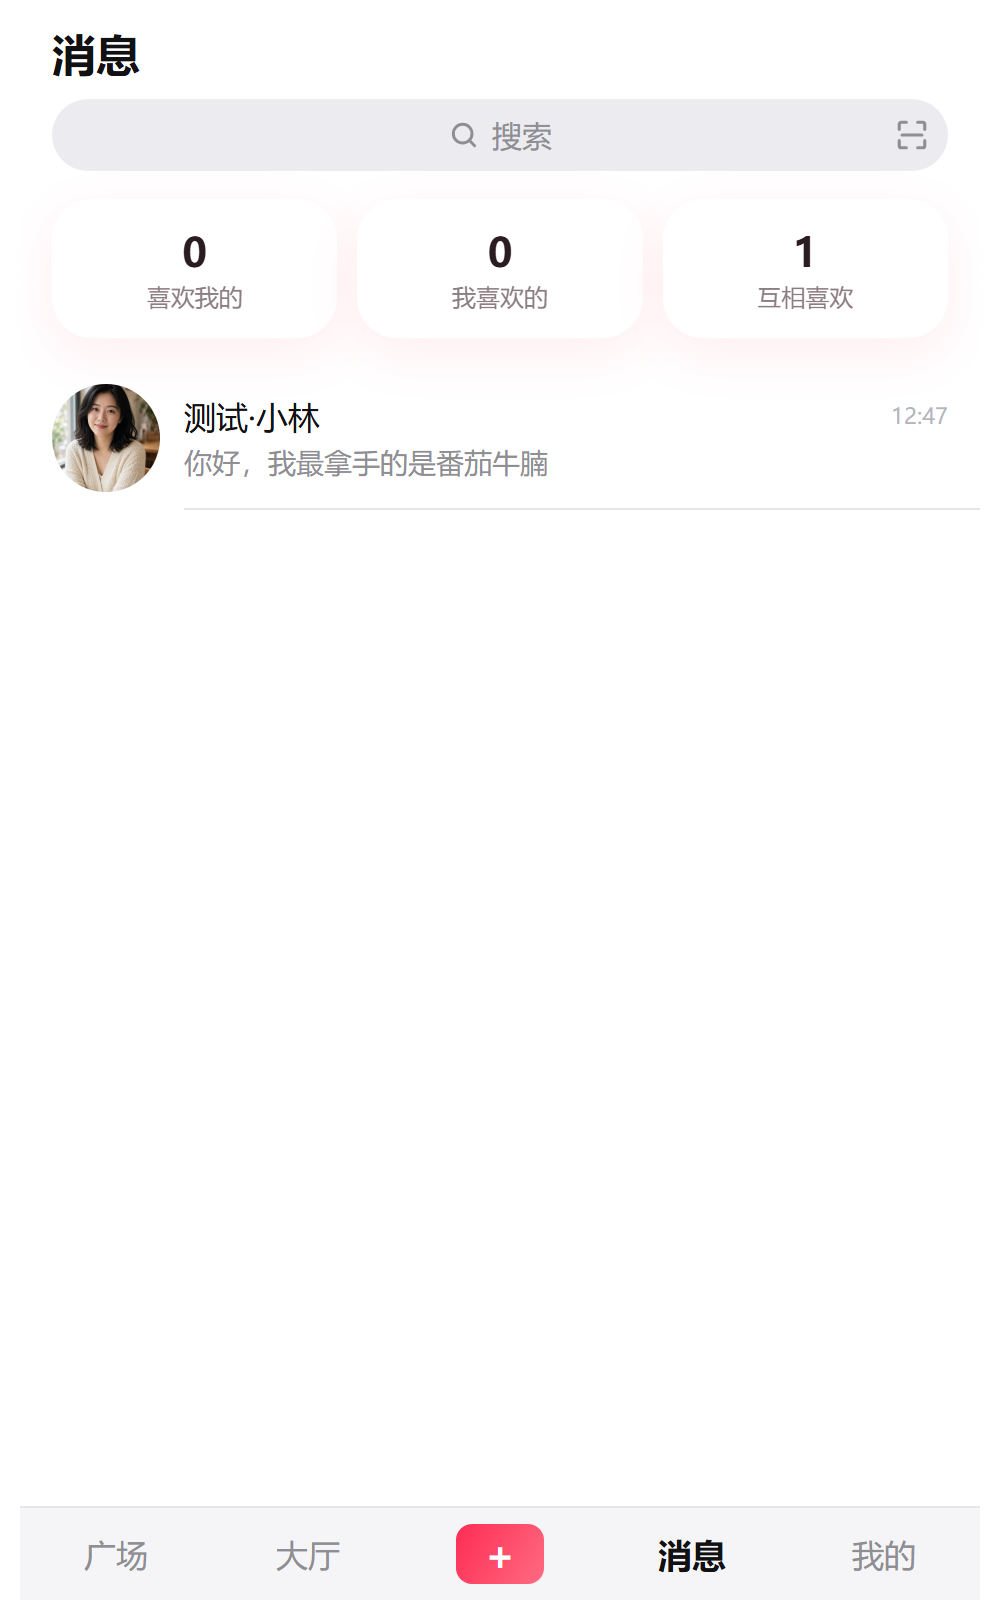 消息
搜索
0
喜欢我的
0
我喜欢的
1
互相喜欢
测试·小林
12:47
你好，我最拿手的是番茄牛腩
广场
大厅
+
消息
我的